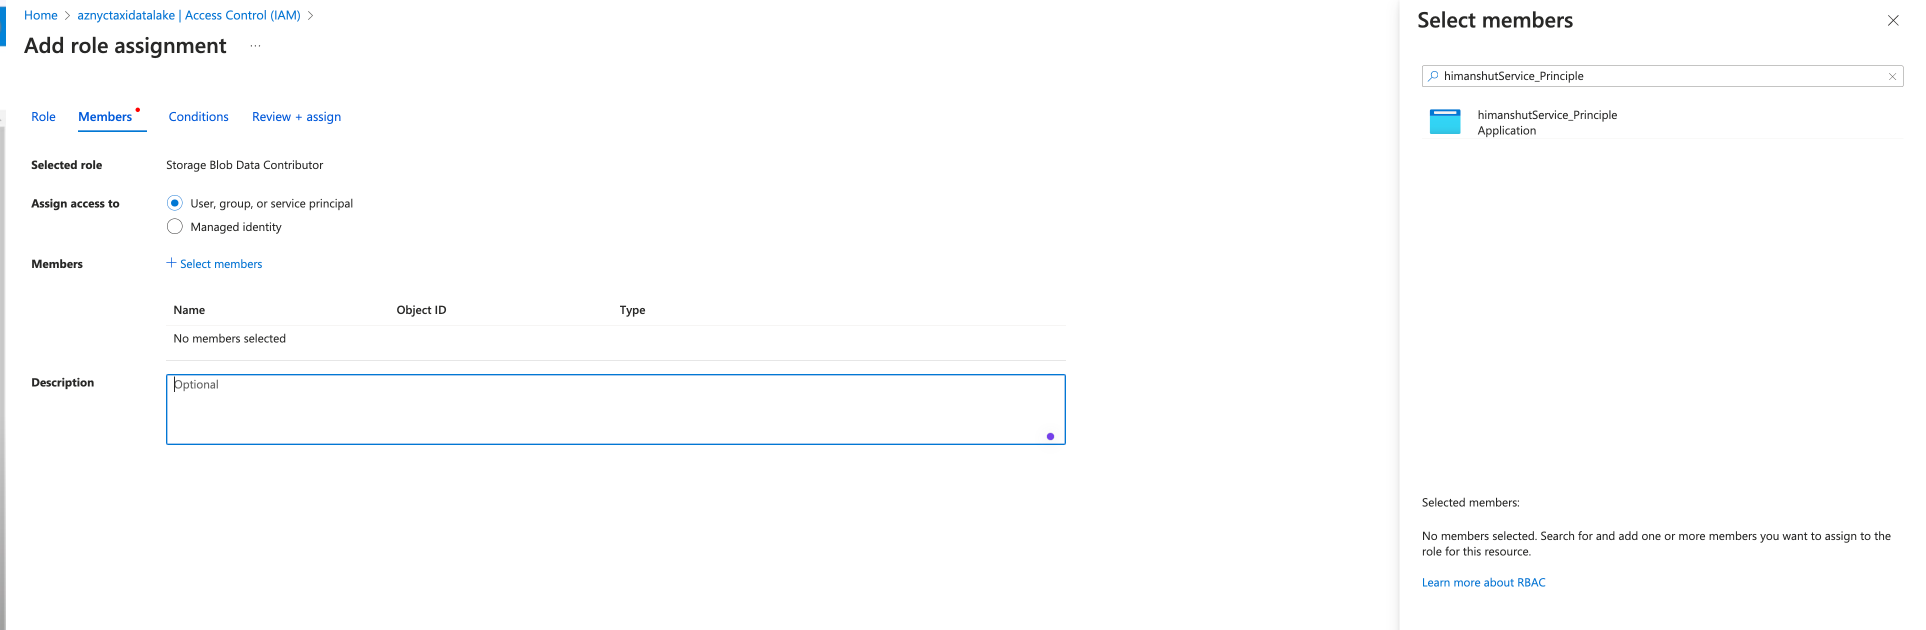 Home > aznyctaxidatalake | Access Control (IAM) >
Add role assignment ...
Role Members Conditions Review + assign
Selected role Storage Blob Data Contributor
Assign access to User, group, or service principal
Managed identity
Members + Select members
Name Object ID Type
No members selected
Description Optional
Select members
himanshutService_Principle
himanshutService_Principle
Application
Selected members:
No members selected. Search for and add one or more members you want to assign to the
role for this resource.
Learn more about RBAC